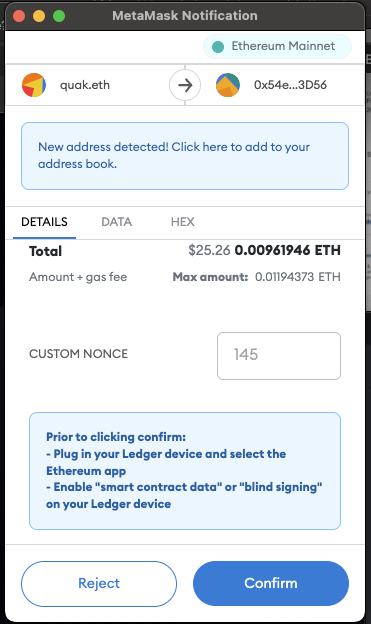 MetaMask Notification
Ethereum Mainnet
quak.eth
0x54e...3D56
New address detected! Click here to add to your
address book.
DETAILS DATA HEX
Total $25.26 0.00961946 ETH
Amount + gas fee Max amount: 0.01194373 ETH
CUSTOM NONCE 145
Prior to clicking confirm:
- Plug in your Ledger device and select the
Ethereum app
- Enable "smart contract data" or "blind signing"
on your Ledger device
Reject Confirm